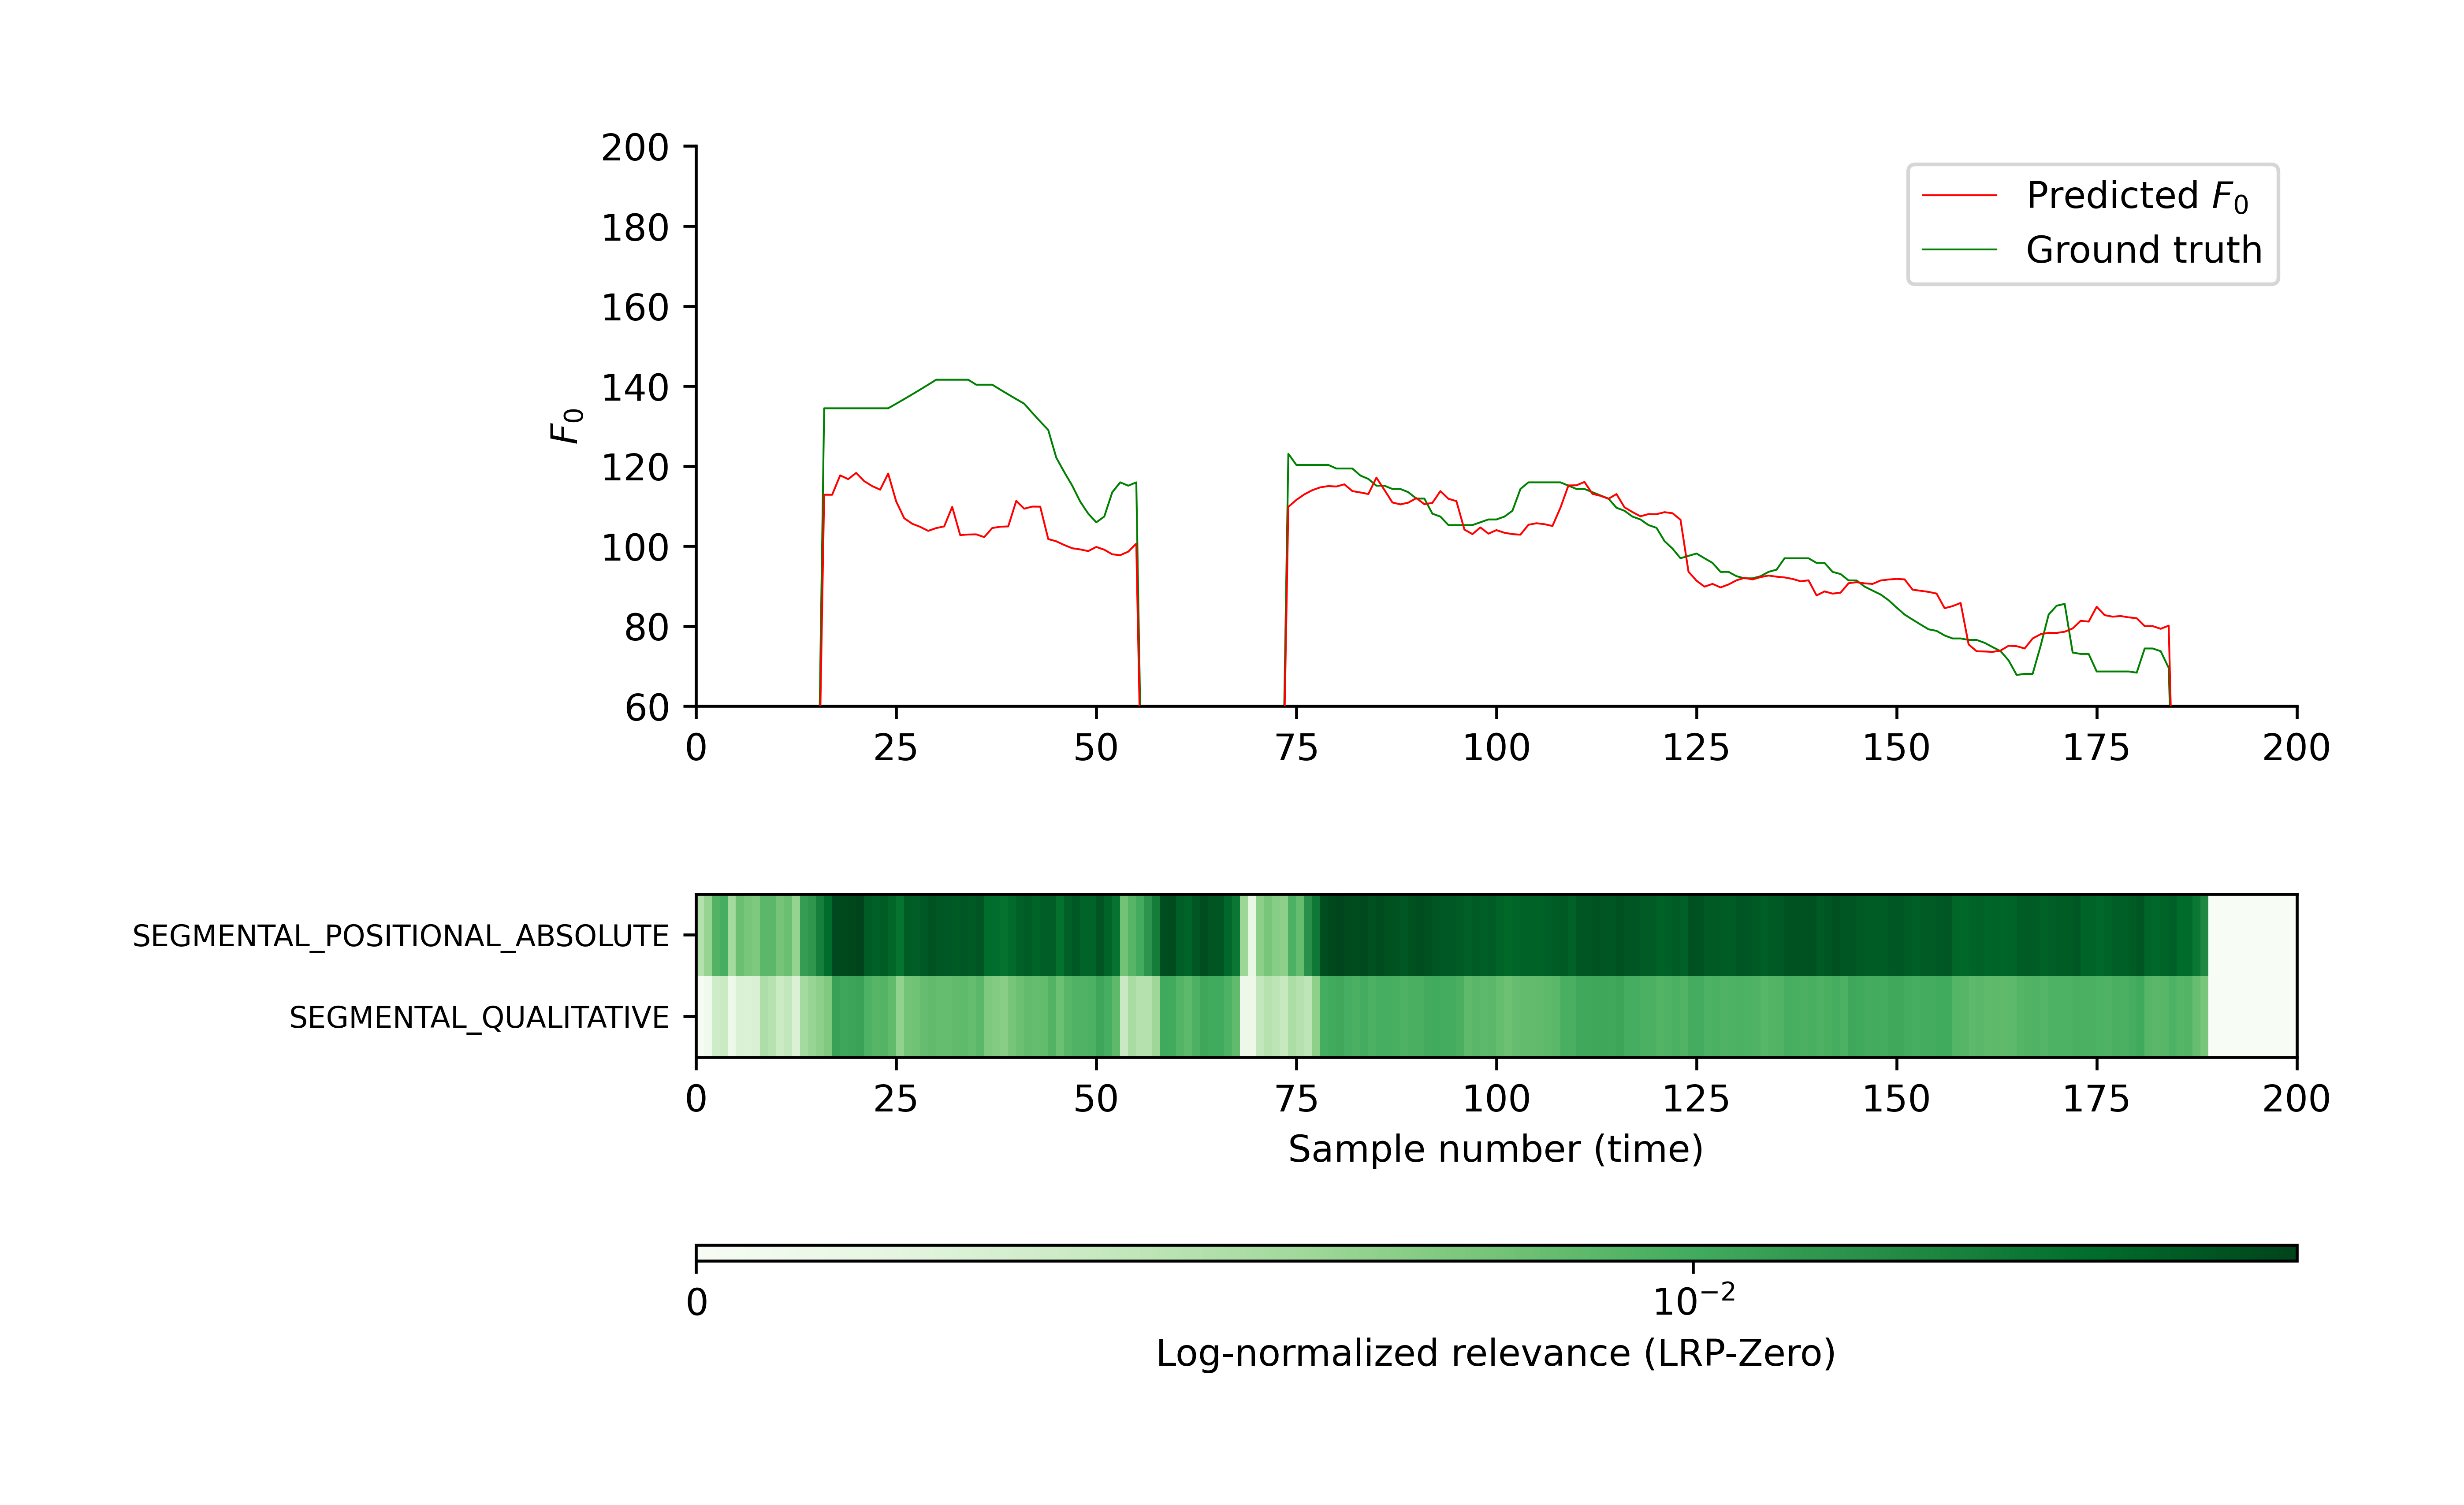 200
180
160
140
120
100
80
60
F0
Predicted F0
Ground truth
0 25 50 75 100 125 150 175 200
SEGMENTAL_POSITIONAL_ABSOLUTE
SEGMENTAL_QUALITATIVE
0 25 50 75 100 125 150 175 200
Sample number (time)
0 10−2
Log-normalized relevance (LRP-Zero)